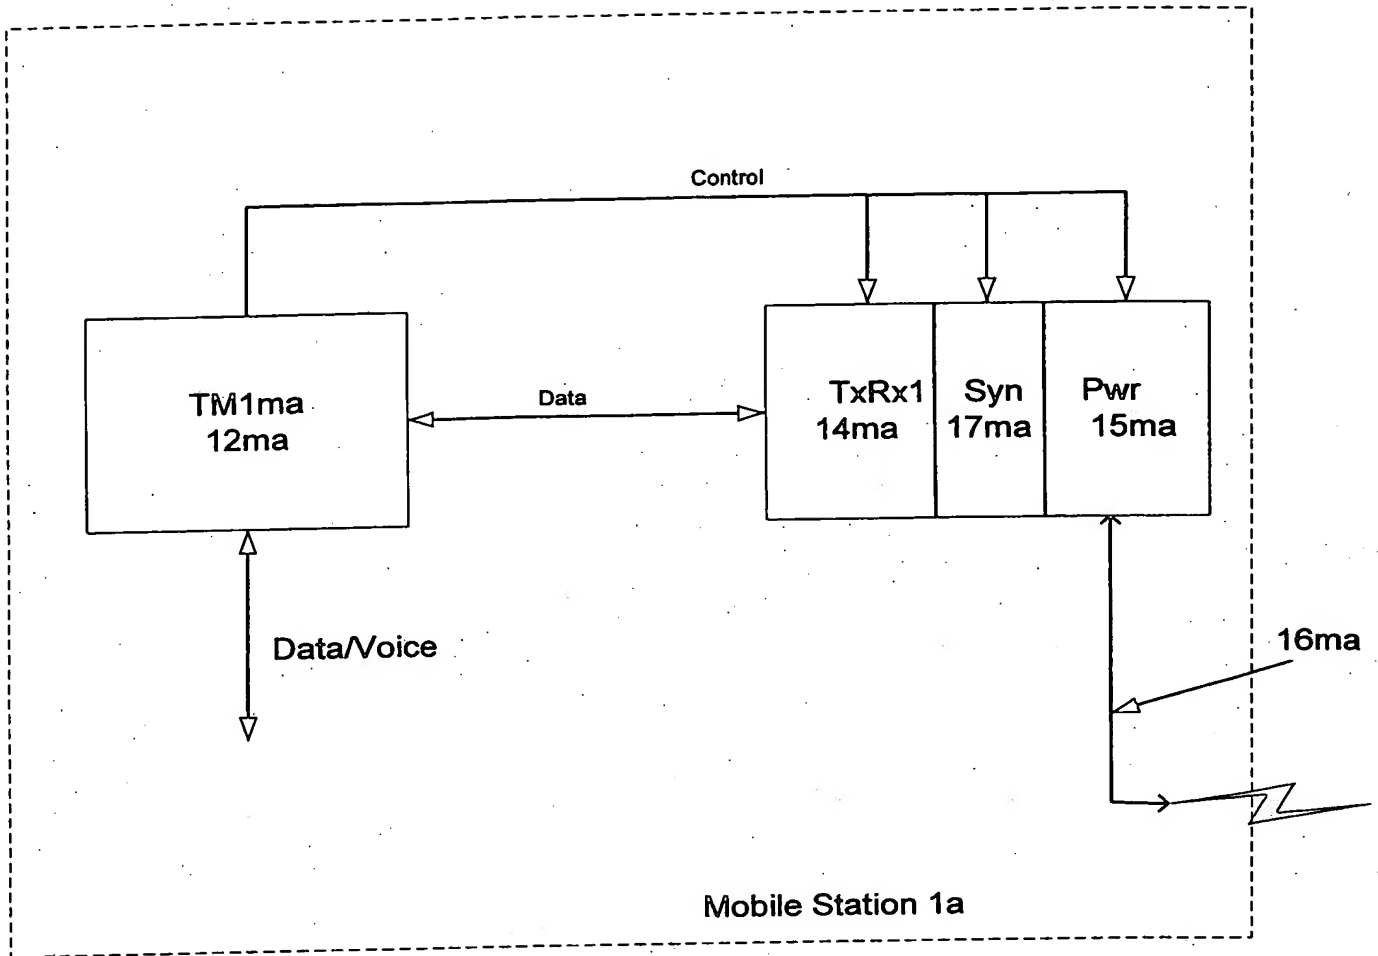 Control
TM1ma
12ma
Data
TxRx1
14ma
Syn
17ma
Pwr
15ma
Data/Voice
16ma
Mobile Station 1a